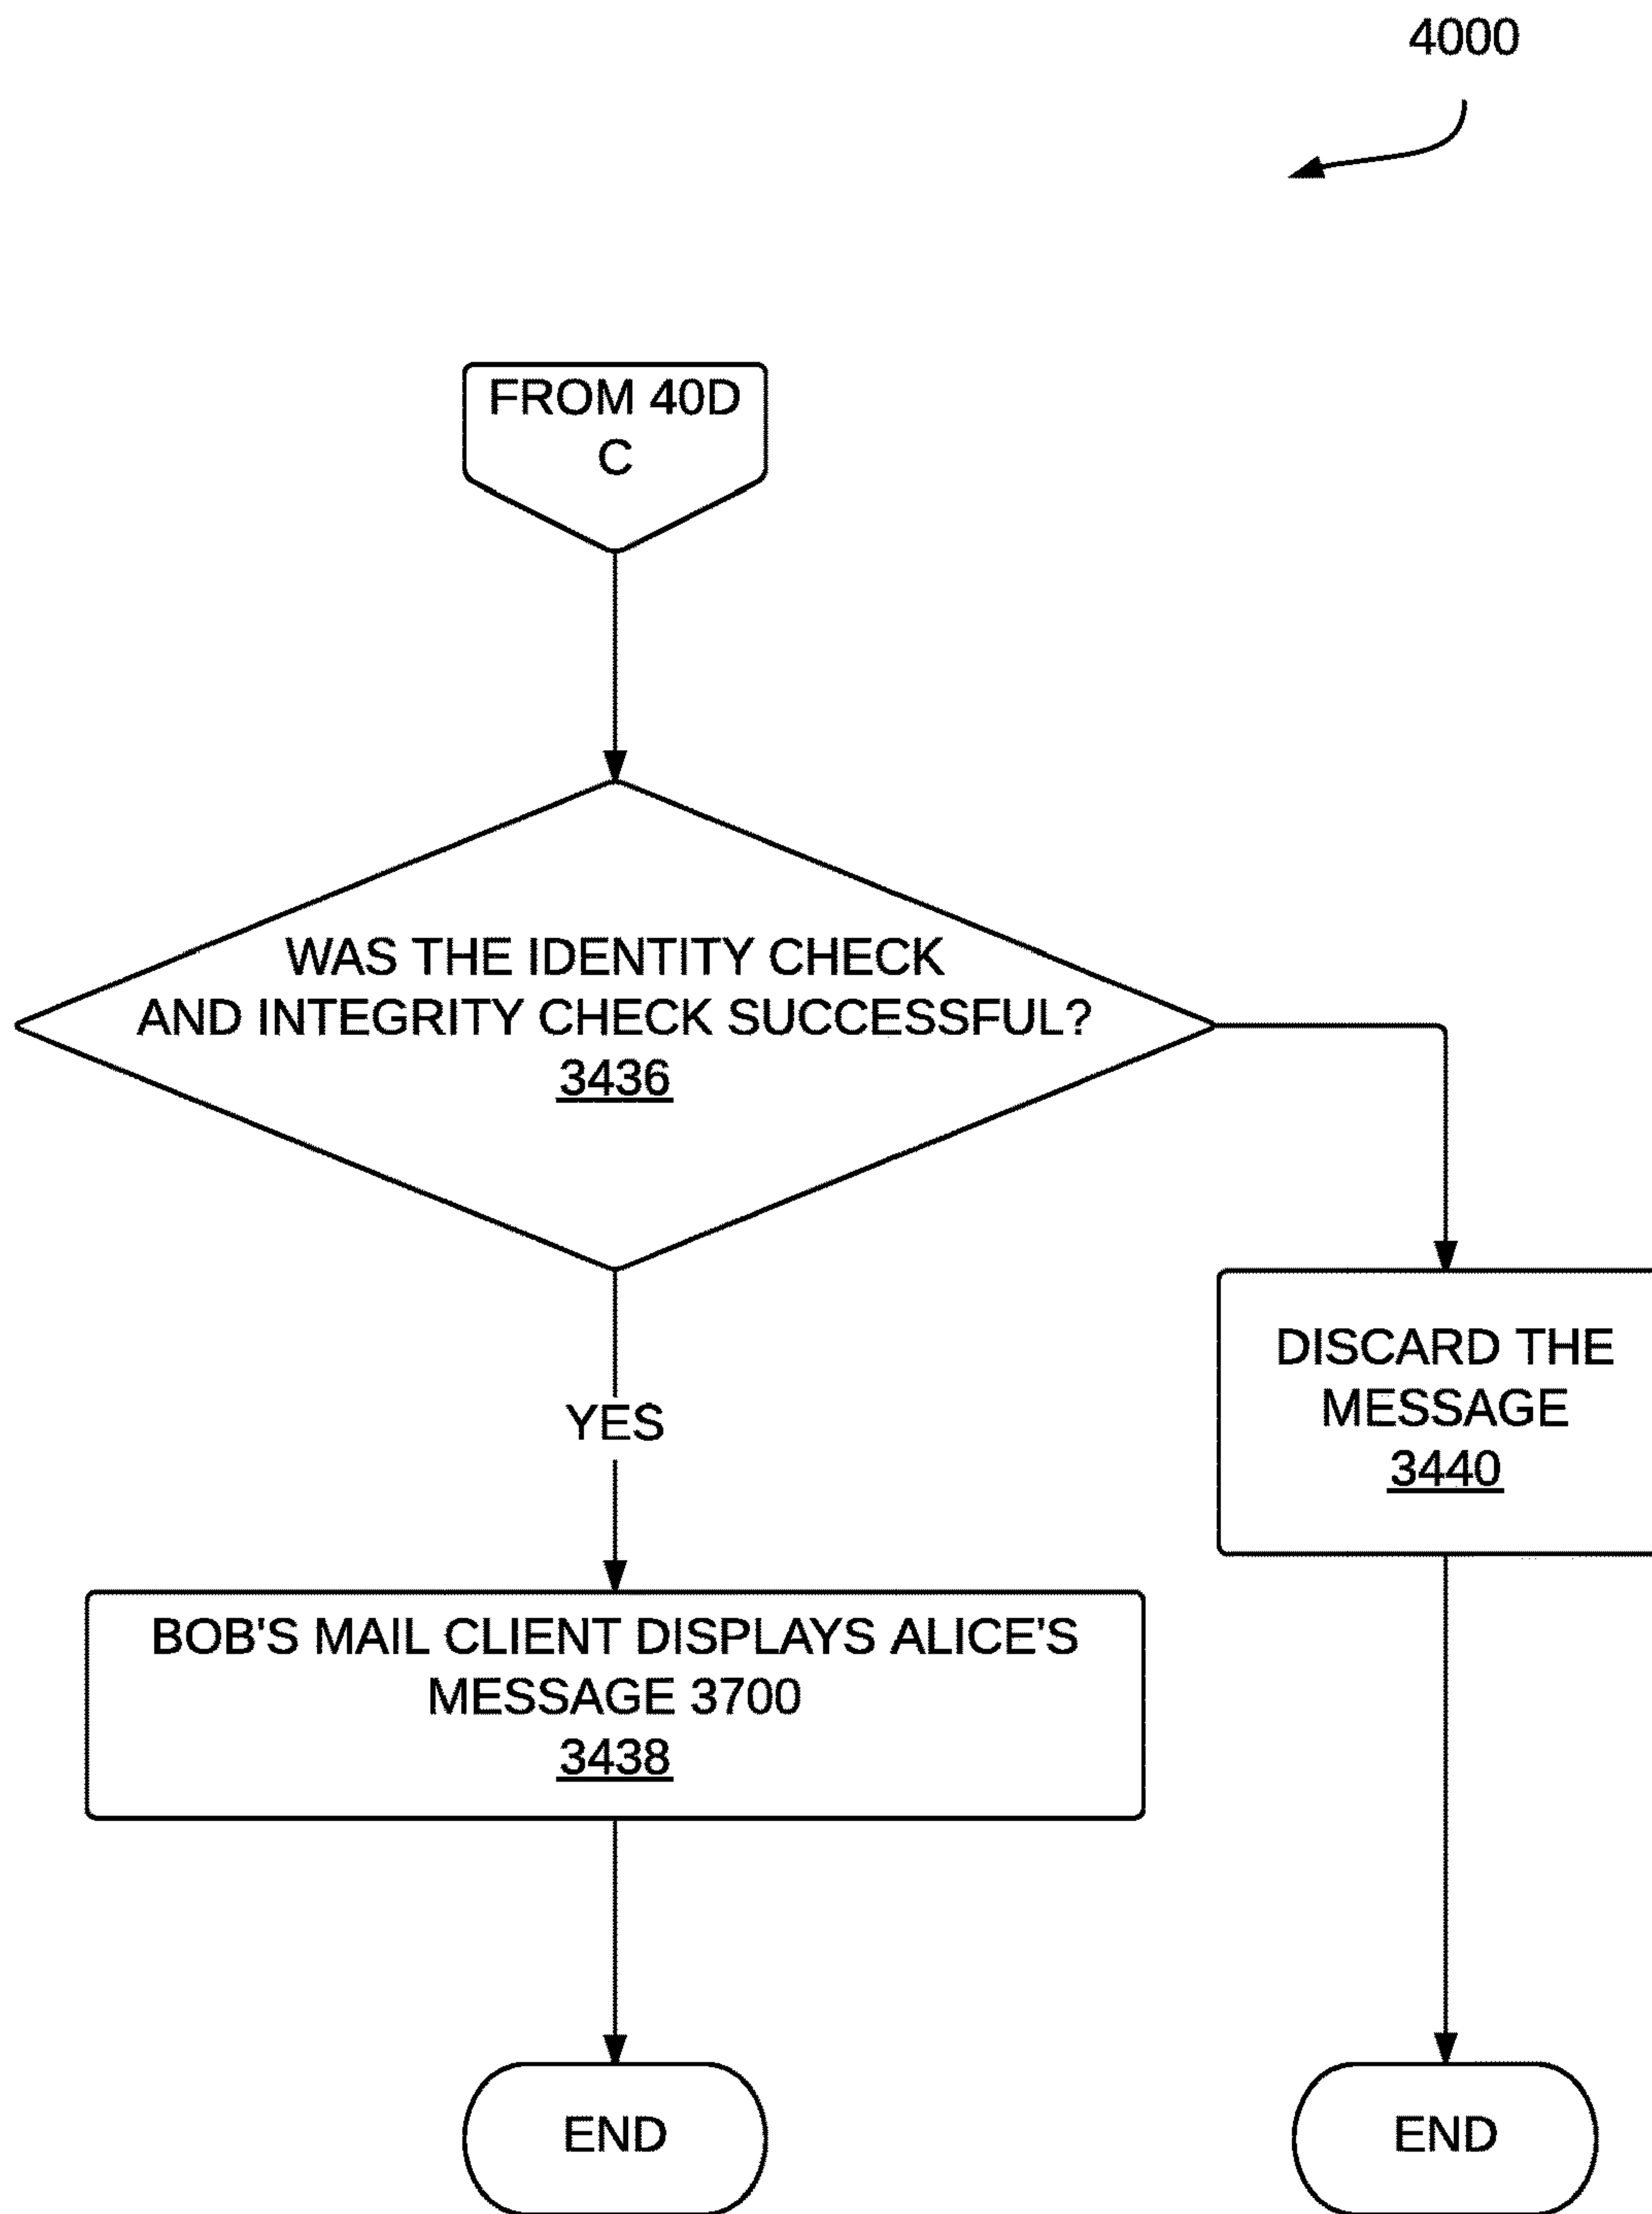 4000
FROM 40D
C
WAS THE IDENTITY CHECK
AND INTEGRITY CHECK SUCCESSFUL?
3436
YES
DISCARD THE
MESSAGE
3440
BOB'S MAIL CLIENT DISPLAYS ALICE'S
MESSAGE 3700
3438
END
END